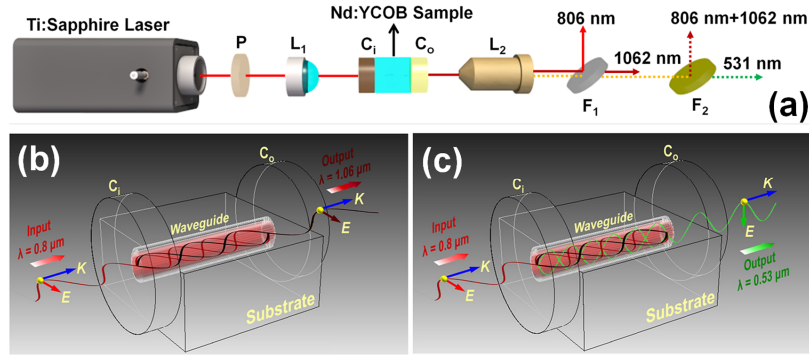 Ti:Sapphire Laser
P
L1
Nd:YCOB Sample
Ci
Co
L2
806 nm
1062 nm
F1
806 nm+1062 nm
531 nm
F2
(a)
(b)
Ci
Co
Output
λ = 1.06 μm
Input
λ = 0.8 μm
Waveguide
K
E
K
E
Substrate
(c)
Ci
Co
Input
λ = 0.8 μm
Waveguide
K
E
K
E
Output
λ = 0.53 μm
Substrate